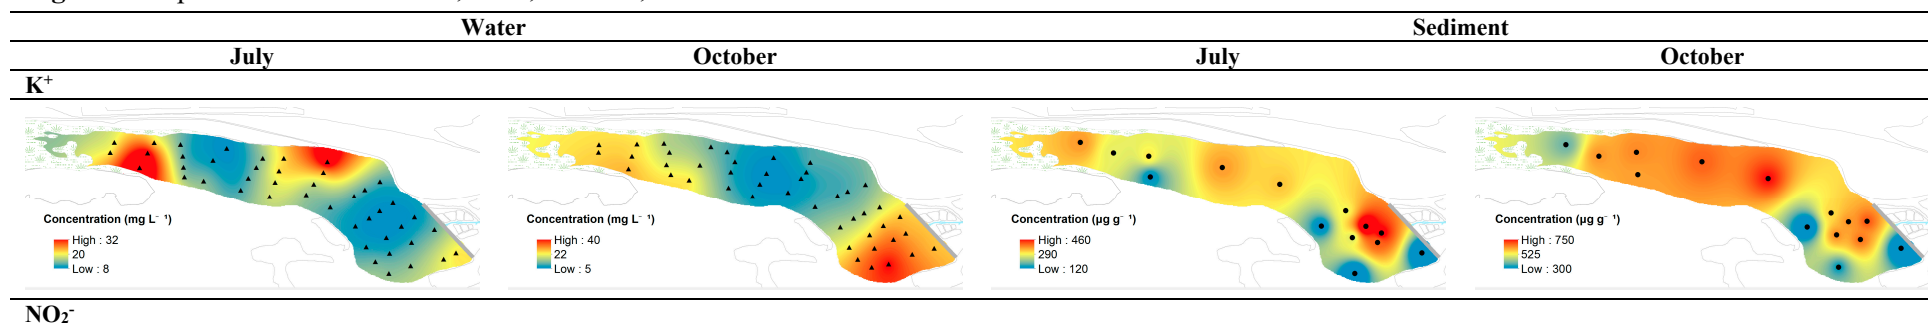 Water Sediment
July October July October
K⁺
Concentration (mg L⁻¹)
High : 32
20
Low : 8
Concentration (mg L⁻¹)
High : 40
22
Low : 5
Concentration (µg g⁻¹)
High : 460
290
Low : 120
Concentration (µg g⁻¹)
High : 750
525
Low : 300
NO₂⁻